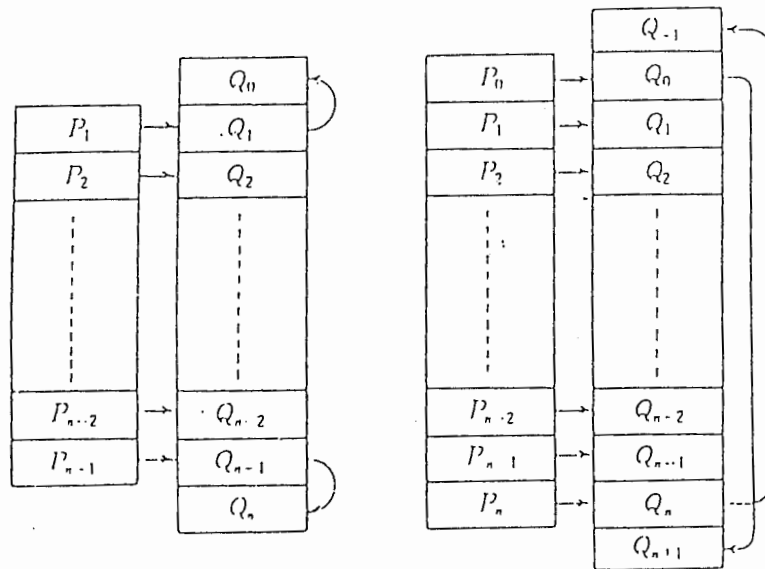 Q₀
P₁ Q₁
P₂ Q₂
Pₙ₋₂ Qₙ₋₂
Pₙ₋₁ Qₙ₋₁
Qₙ
Q₋₁
P₀ Q₀
P₁ Q₁
P₂ Q₂
Pₙ₋₂ Qₙ₋₂
Pₙ₋₁ Qₙ₋₁
Pₙ Qₙ
Qₙ₊₁